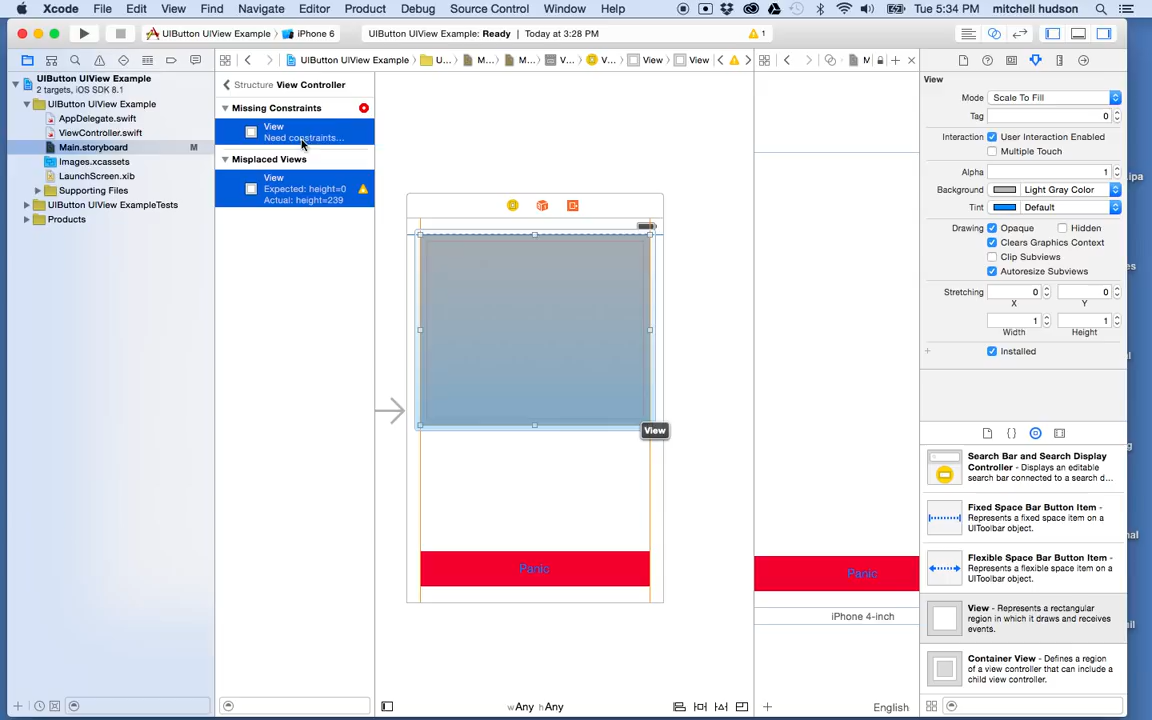 Xcode File Edit View Find Navigate Editor Product Debug Source Control Window Help Tue 5:34 PM mitchell hudson
UIButton UIView Example iPhone 6 UIButton UIView Example: Ready Today at 3:28 PM 1
UIButton UIView Example U... M... M... V... V... View View M
UIButton UIView Example
2 targets, iOS SDK 8.1
UIButton UIView Example
AppDelegate.swift
ViewController.swift
Main.storyboard M
Images.xcassets
LaunchScreen.xib
Supporting Files
UIButton UIView ExampleTests
Products
Structure View Controller
Missing Constraints
View
Need constraints...
Misplaced Views
View
Expected: height=0
Actual: height=239
View
Panic
Panic
iPhone 4-inch
wAny hAny
English
View
Mode Scale To Fill
Tag 0
Interaction User Interaction Enabled
Multiple Touch
Alpha 1
Background Light Gray Color
Tint Default
Drawing Opaque Hidden
Clears Graphics Context
Clip Subviews
Autoresize Subviews
Stretching 0 0
X Y
1 1
Width Height
Installed
Search Bar and Search Display
Controller - Displays an editable
search bar connected to a search d...
Fixed Space Bar Button Item -
Represents a fixed space item on a
UIToolbar object.
Flexible Space Bar Button Item -
Represents a flexible space item on a
UIToolbar object.
View - Represents a rectangular
region in which it draws and receives
events.
Container View - Defines a region
of a view controller that can include a
child view controller.